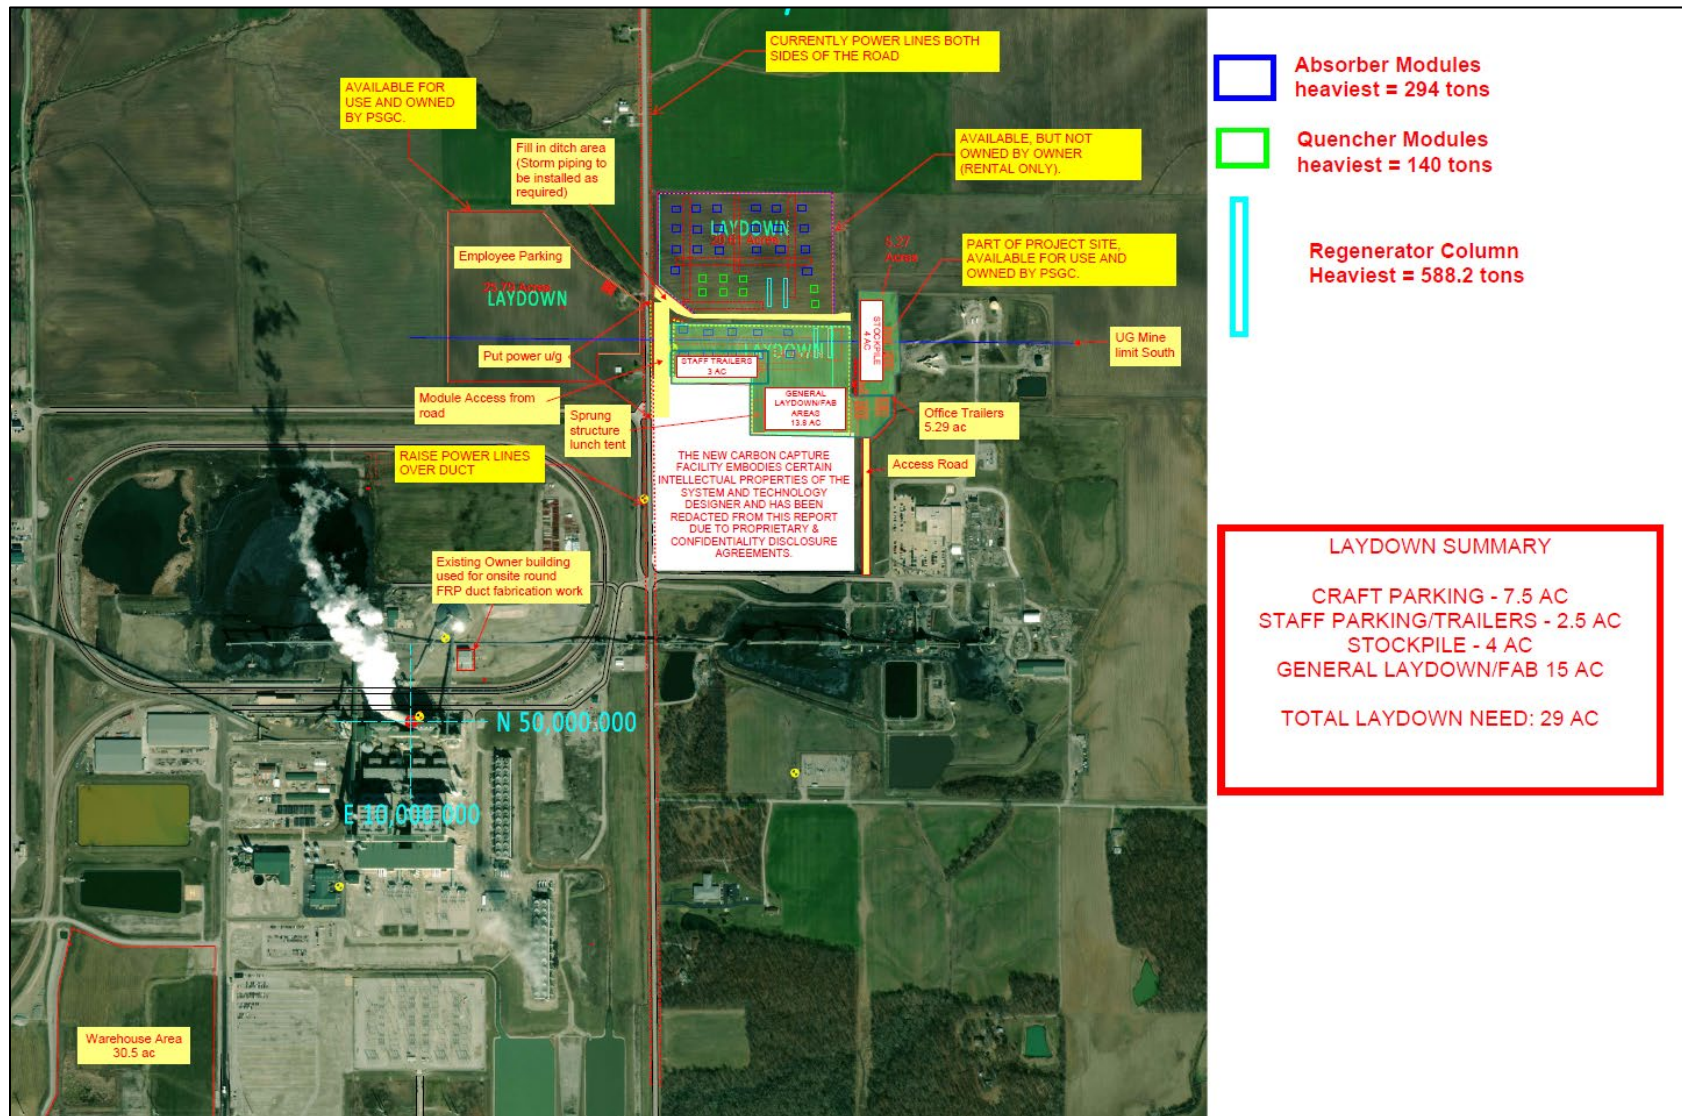 CURRENTLY POWER LINES BOTH
SIDES OF THE ROAD
AVAILABLE FOR
USE AND OWNED
BY PSGC.
Fill in ditch area
(Storm piping to
be installed as
required)
AVAILABLE, BUT NOT
OWNED BY OWNER
(RENTAL ONLY).
Employee Parking
LAYDOWN
LAYDOWN
5.27
Acres
PART OF PROJECT SITE,
AVAILABLE FOR USE AND
OWNED BY PSGC.
STOCKPILE
4 AC
Put power u/g
LAYDOWN
STAFF TRAILERS
3 AC
UG Mine
limit South
Module Access from
road
GENERAL
LAYDOWN/FAB
AREAS
13.8 AC
Sprung
structure
lunch tent
Office Trailers
5.29 ac
RAISE POWER LINES
OVER DUCT
THE NEW CARBON CAPTURE
FACILITY EMBODIES CERTAIN
INTELLECTUAL PROPERTIES OF THE
SYSTEM AND TECHNOLOGY
DESIGNER AND HAS BEEN
REDACTED FROM THIS REPORT
DUE TO PROPRIETARY &
CONFIDENTIALITY DISCLOSURE
AGREEMENTS.
Access Road
Existing Owner building
used for onsite round
FRP duct fabrication work
N 50,000.000
E 10,000.000
Warehouse Area
30.5 ac
Absorber Modules
heaviest = 294 tons
Quencher Modules
heaviest = 140 tons
Regenerator Column
Heaviest = 588.2 tons
LAYDOWN SUMMARY
CRAFT PARKING - 7.5 AC
STAFF PARKING/TRAILERS - 2.5 AC
STOCKPILE - 4 AC
GENERAL LAYDOWN/FAB 15 AC
TOTAL LAYDOWN NEED: 29 AC